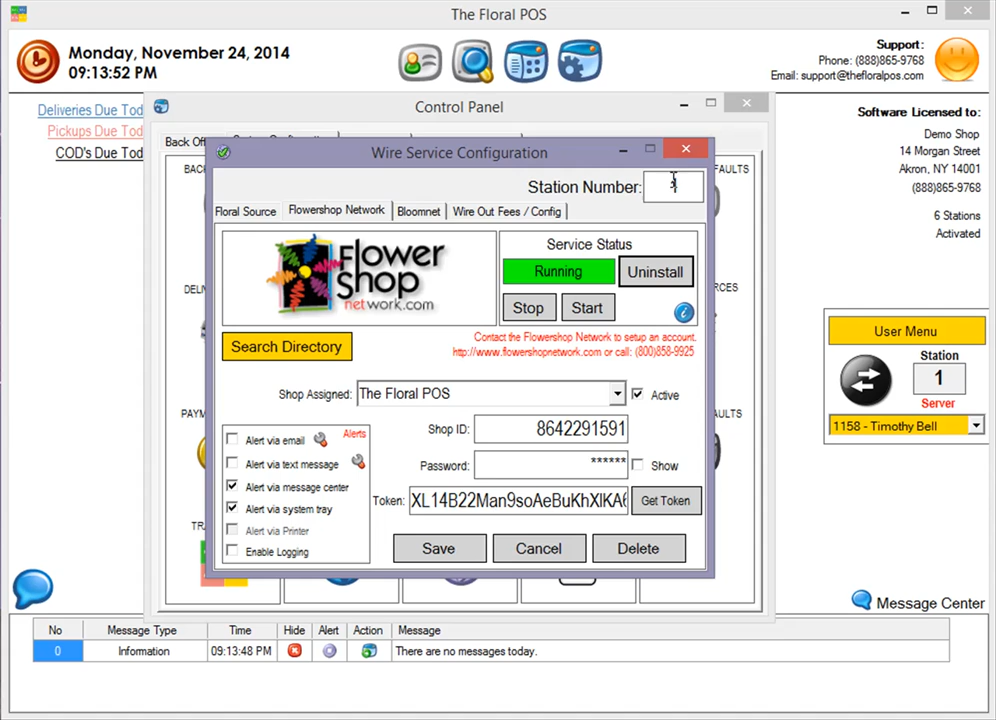 The Floral POS
Monday, November 24, 2014
09:13:52 PM
Support:
Phone: (888)865-9768
Email: support@thefloralpos.com
Deliveries Due Tod
Pickups Due Tod
COD's Due Tod
Control Panel
Software Licensed to:
Demo Shop
14 Morgan Street
Akron, NY 14001
(888)865-9768
6 Stations
Activated
Back Off
Wire Service Configuration
Station Number:
Floral Source
Flowershop Network
Bloomnet
Wire Out Fees / Config
Flower
Shop
network.com
Service Status
Running
Uninstall
Stop
Start
Search Directory
Contact the Flowershop Network to setup an account.
http://www.flowershopnetwork.com or call: (800)858-9925
Shop Assigned:
The Floral POS
Active
Shop ID:
8642291591
Password:
******
Show
Token:
XL14B22Man9soAeBuKhXlKA6
Get Token
Alerts
Alert via email
Alert via text message
Alert via message center
Alert via system tray
Alert via Printer
Enable Logging
Save
Cancel
Delete
BACK
AULTS
DELI
RCES
PAYM
AULTS
TRA
User Menu
Station
1
Server
1158 - Timothy Bell
Message Center
No Message Type Time Hide Alert Action Message
0 Information 09:13:48 PM There are no messages today.